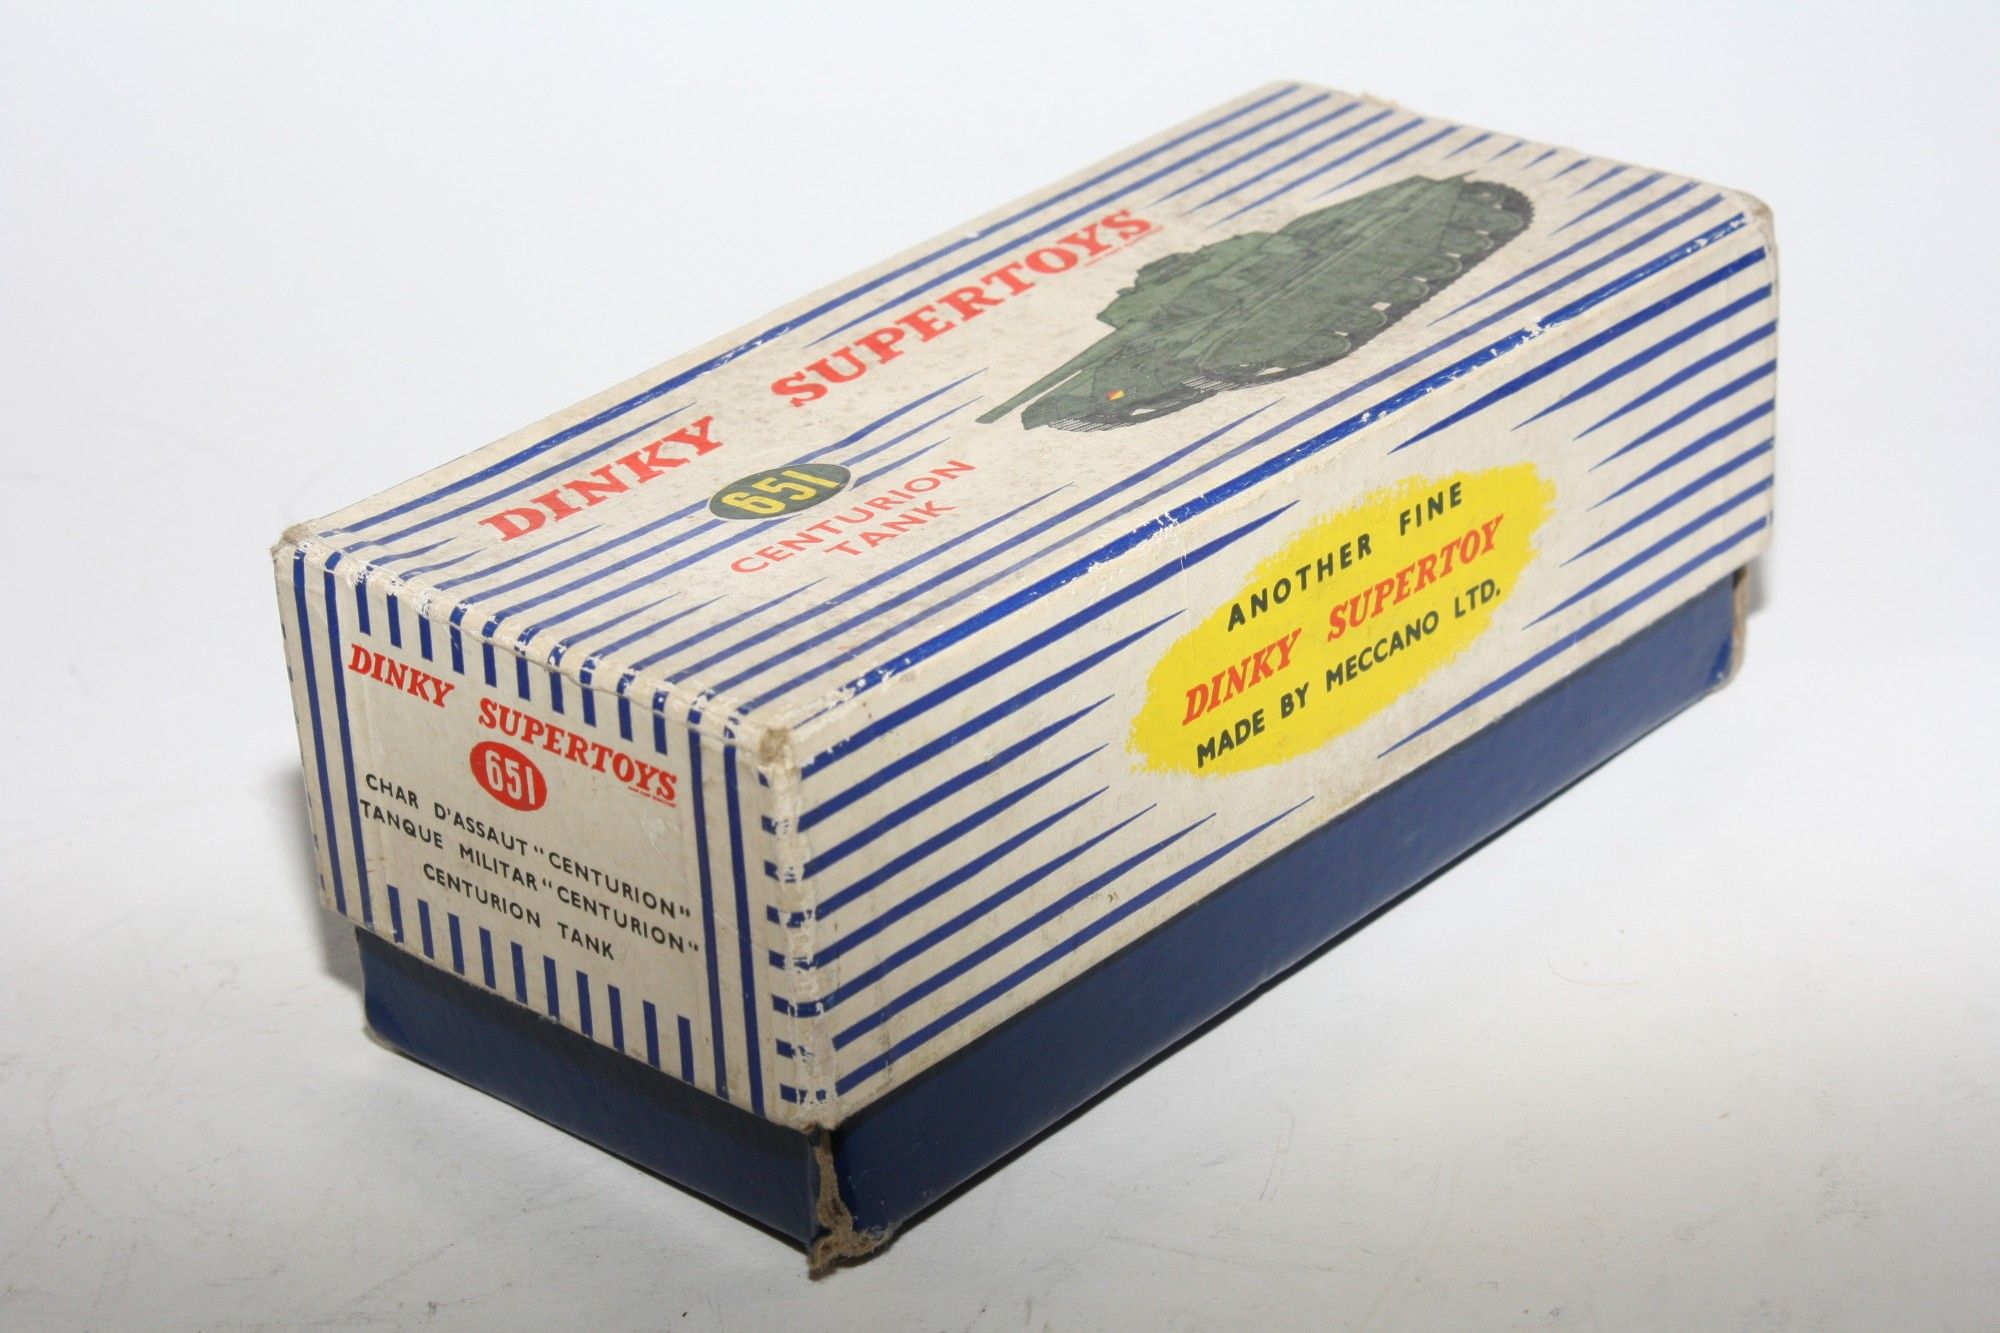 DINKY SUPERTOYS
651
CENTURION
TANK
ANOTHER FINE
DINKY SUPERTOY
MADE BY MECCANO LTD.
DINKY SUPERTOYS
651
CHAR D'ASSAUT "CENTURION"
TANQUE MILITAR "CENTURION"
CENTURION TANK